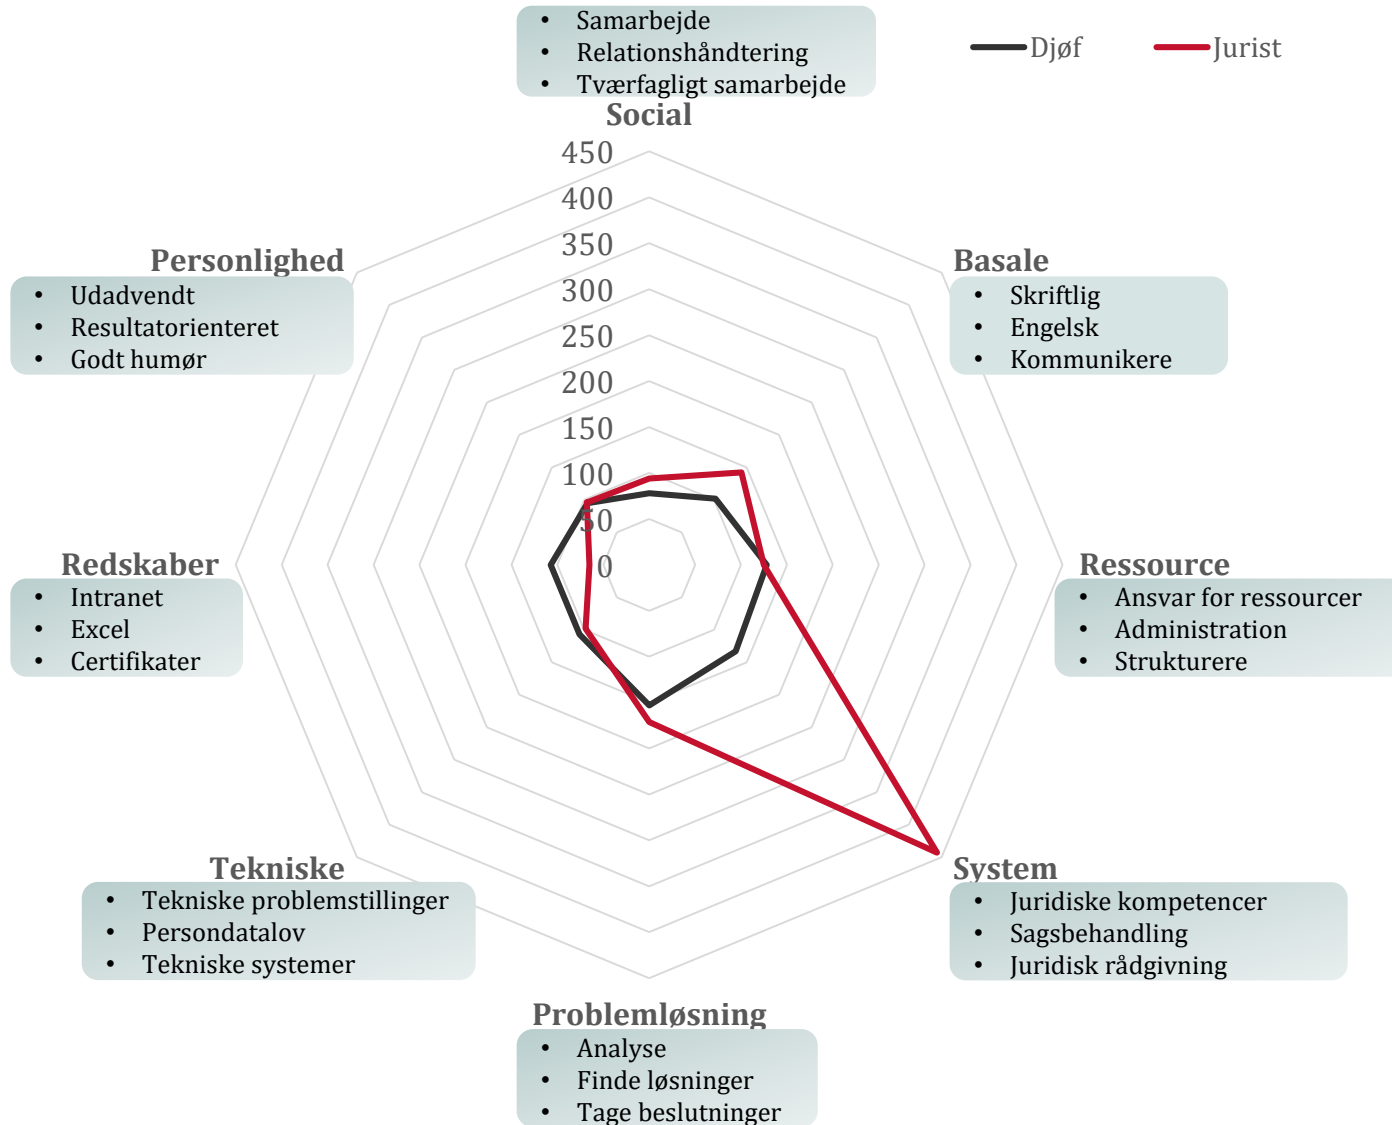 • Samarbejde
• Relationshåndtering
• Tværfagligt samarbejde
Djøf
Jurist
Social
450
400
350
300
250
200
150
100
50
0
Basale
• Skriftlig
• Engelsk
• Kommunikere
Ressource
• Ansvar for ressourcer
• Administration
• Strukturere
System
• Juridiske kompetencer
• Sagsbehandling
• Juridisk rådgivning
Problemløsning
• Analyse
• Finde løsninger
• Tage beslutninger
Tekniske
• Tekniske problemstillinger
• Persondatalov
• Tekniske systemer
Redskaber
• Intranet
• Excel
• Certifikater
Personlighed
• Udadvendt
• Resultatorienteret
• Godt humør